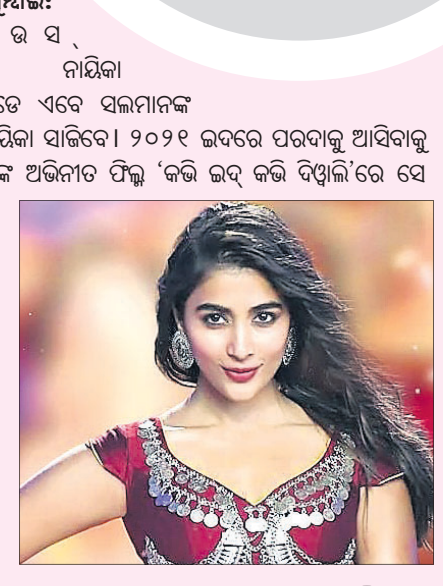 ଉ ସ ୍
ନାୟିକା
ଏବେ ସଲମାନଙ୍କ
ସାଜିବେ। ୨୦୨୧ ଇଦରେ ପରଦାକୁ ଆସିବାକୁ
ଅଭିନୀତ ଫିଲ୍ମ ‘କଭି ଇଦ୍ କଭି ଦିୱାଲି’ରେ ସେ